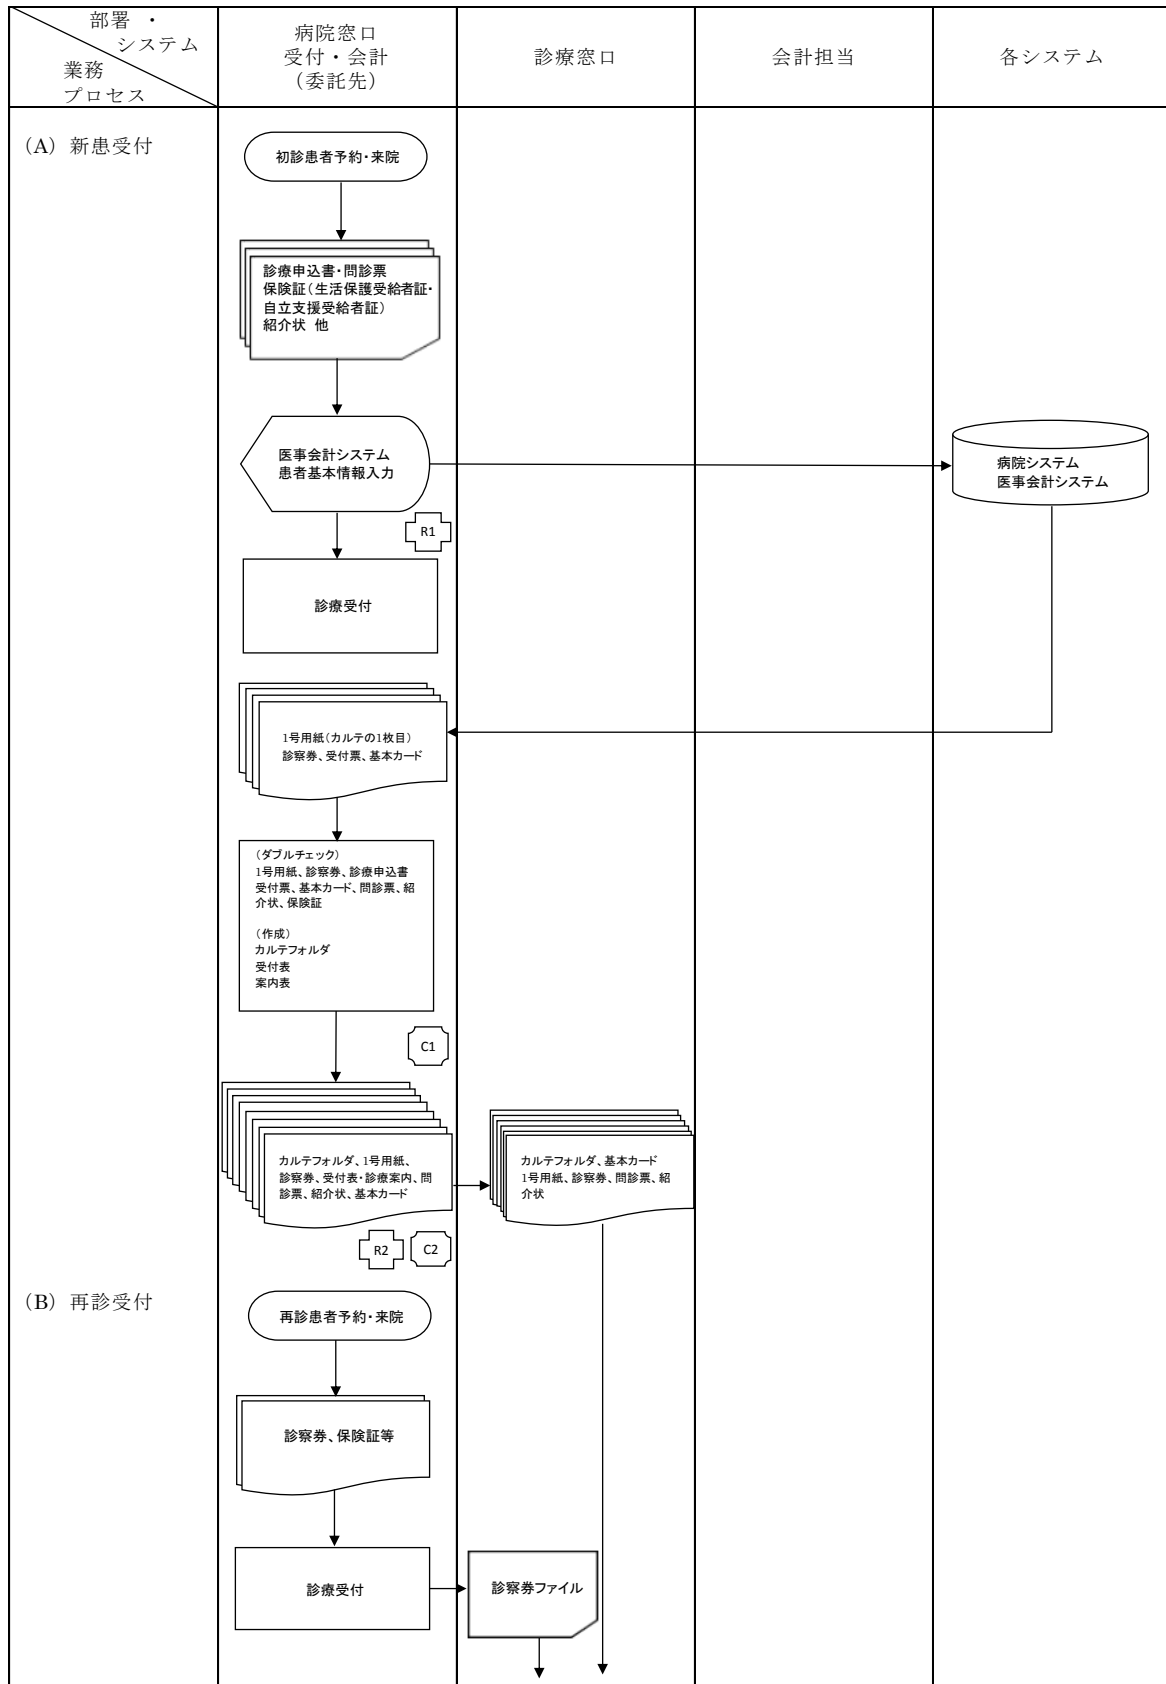 部署 ・
システム
業務
プロセス
病院窓口
受付・会計
（委託先）
診療窓口
会計担当
各システム
（A）新患受付
初診患者予約・来院
診療申込書・問診票
保険証（生活保護受給者証・
自立支援受給者証）
紹介状 他
医事会計システム
患者基本情報入力
病院システム
医事会計システム
R1
診療受付
1号用紙（カルテの1枚目）
診察券、受付票、基本カード
（ダブルチェック）
1号用紙、診察券、診療申込書
受付票、基本カード、問診票、紹
介状、保険証
（作成）
カルテフォルダ
受付表
案内表
C1
カルテフォルダ、1号用紙、
診察券、受付表・診療案内、問
診票、紹介状、基本カード
カルテフォルダ、基本カード
1号用紙、診察券、問診票、紹
介状
R2
C2
（B）再診受付
再診患者予約・来院
診察券、保険証等
診療受付
診察券ファイル